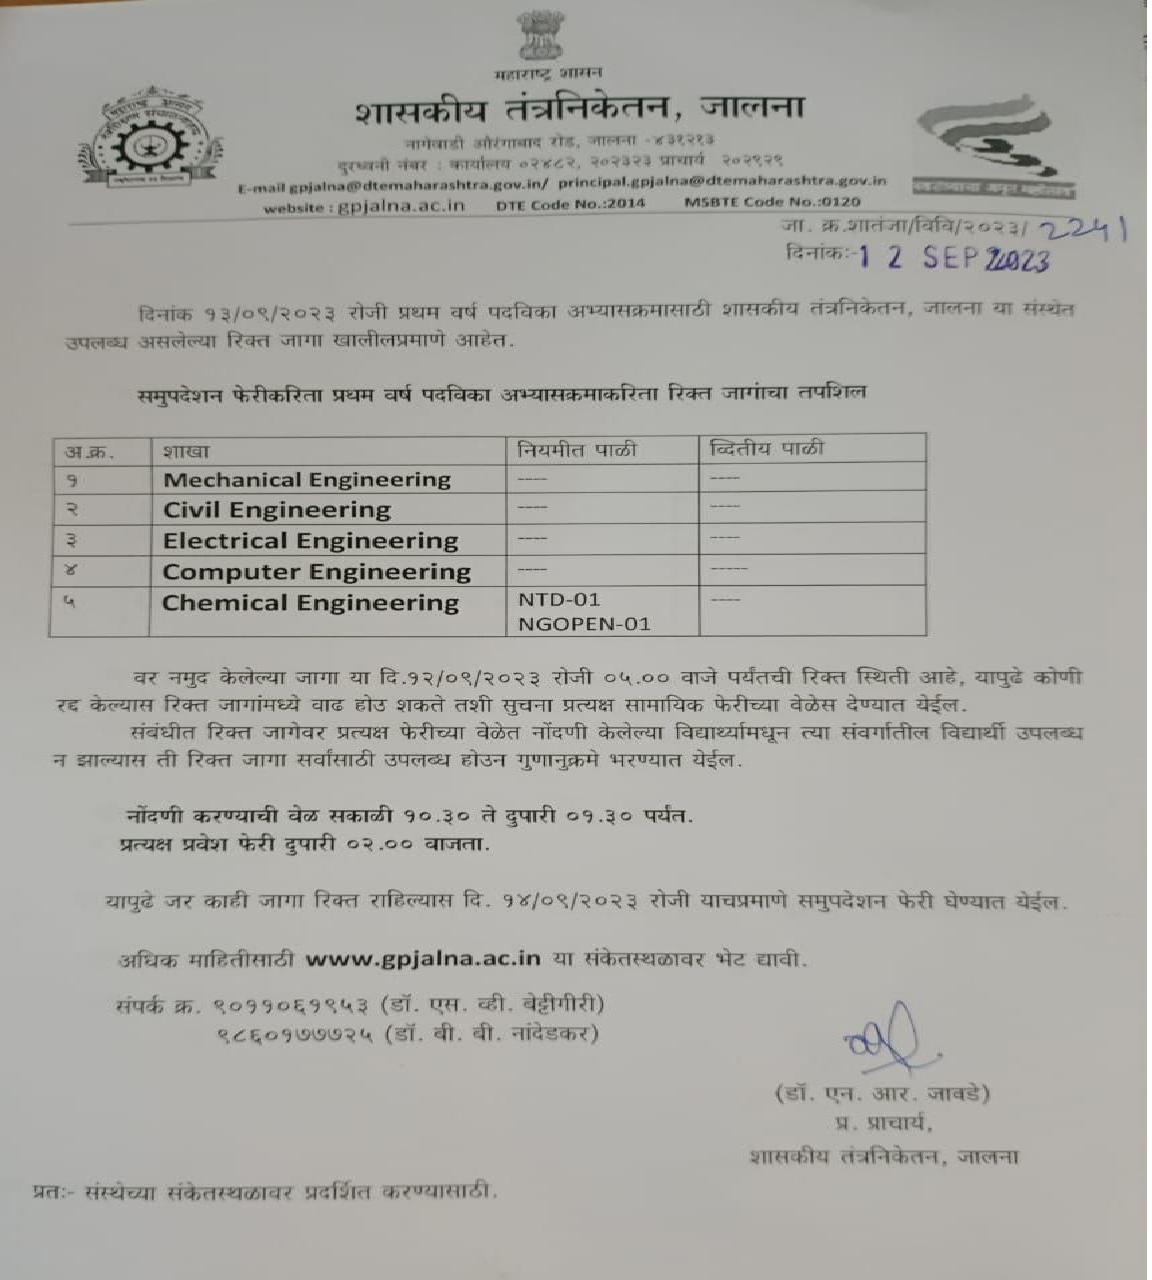 महाराष्ट्र शासन
शासकीय तंत्रनिकेतन, जालना
नागेवाडी औरंगाबाद रोड, जालना -४३१२१३
दुरध्वनी नंबर : कार्यालय ०२४८२, २०२३२३ प्राचार्य २०२९२९
E-mail gpjalna@dtemaharashtra.gov.in/ principal.gpjalna@dtemaharashtra.gov.in
website : gpjalna.ac.in DTE Code No.:2014 MSBTE Code No.:0120
जा. क्र.शातंजा/विवि/२०२३/ 2241
दिनांकः-1 2 SEP 2023
दिनांक १३/०९/२०२३ रोजी प्रथम वर्ष पदविका अभ्यासक्रमासाठी शासकीय तंत्रनिकेतन, जालना या संस्थेत
उपलब्ध असलेल्या रिक्त जागा खालीलप्रमाणे आहेत.
समुपदेशन फेरीकरिता प्रथम वर्ष पदविका अभ्यासक्रमाकरिता रिक्त जागांचा तपशिल
अ.क्र. शाखा नियमीत पाळी व्दितीय पाळी
१ Mechanical Engineering ---- ----
२ Civil Engineering ---- ----
३ Electrical Engineering ---- ----
४ Computer Engineering ---- -----
५ Chemical Engineering NTD-01 ----
NGOPEN-01
वर नमुद केलेल्या जागा या दि.१२/०९/२०२३ रोजी ०५.०० वाजे पर्यंतची रिक्त स्थिती आहे, यापुढे कोणी
रद्द केल्यास रिक्त जागांमध्ये वाढ होउ शकते तशी सुचना प्रत्यक्ष सामायिक फेरीच्या वेळेस देण्यात येईल.
संबंधीत रिक्त जागेवर प्रत्यक्ष फेरीच्या वेळेत नोंदणी केलेल्या विद्यार्थ्यामधून त्या संवर्गातील विद्यार्थी उपलब्ध
न झाल्यास ती रिक्त जागा सर्वांसाठी उपलब्ध होउन गुणानुक्रमे भरण्यात येईल.
नोंदणी करण्याची वेळ सकाळी १०.३० ते दुपारी ०१.३० पर्यंत.
प्रत्यक्ष प्रवेश फेरी दुपारी ०२.०० वाजता.
यापुढे जर काही जागा रिक्त राहिल्यास दि. १४/०९/२०२३ रोजी याचप्रमाणे समुपदेशन फेरी घेण्यात येईल.
अधिक माहितीसाठी www.gpjalna.ac.in या संकेतस्थळावर भेट द्यावी.
संपर्क क्र. ९०११०६१९५३ (डॉ. एस. व्ही. बेट्टीगीरी)
९८६०१७७७२५ (डॉ. बी. बी. नांदेडकर)
(डॉ. एन. आर. जावडे)
प्र. प्राचार्य,
शासकीय तंत्रनिकेतन, जालना
प्रतः- संस्थेच्या संकेतस्थळावर प्रदर्शित करण्यासाठी.